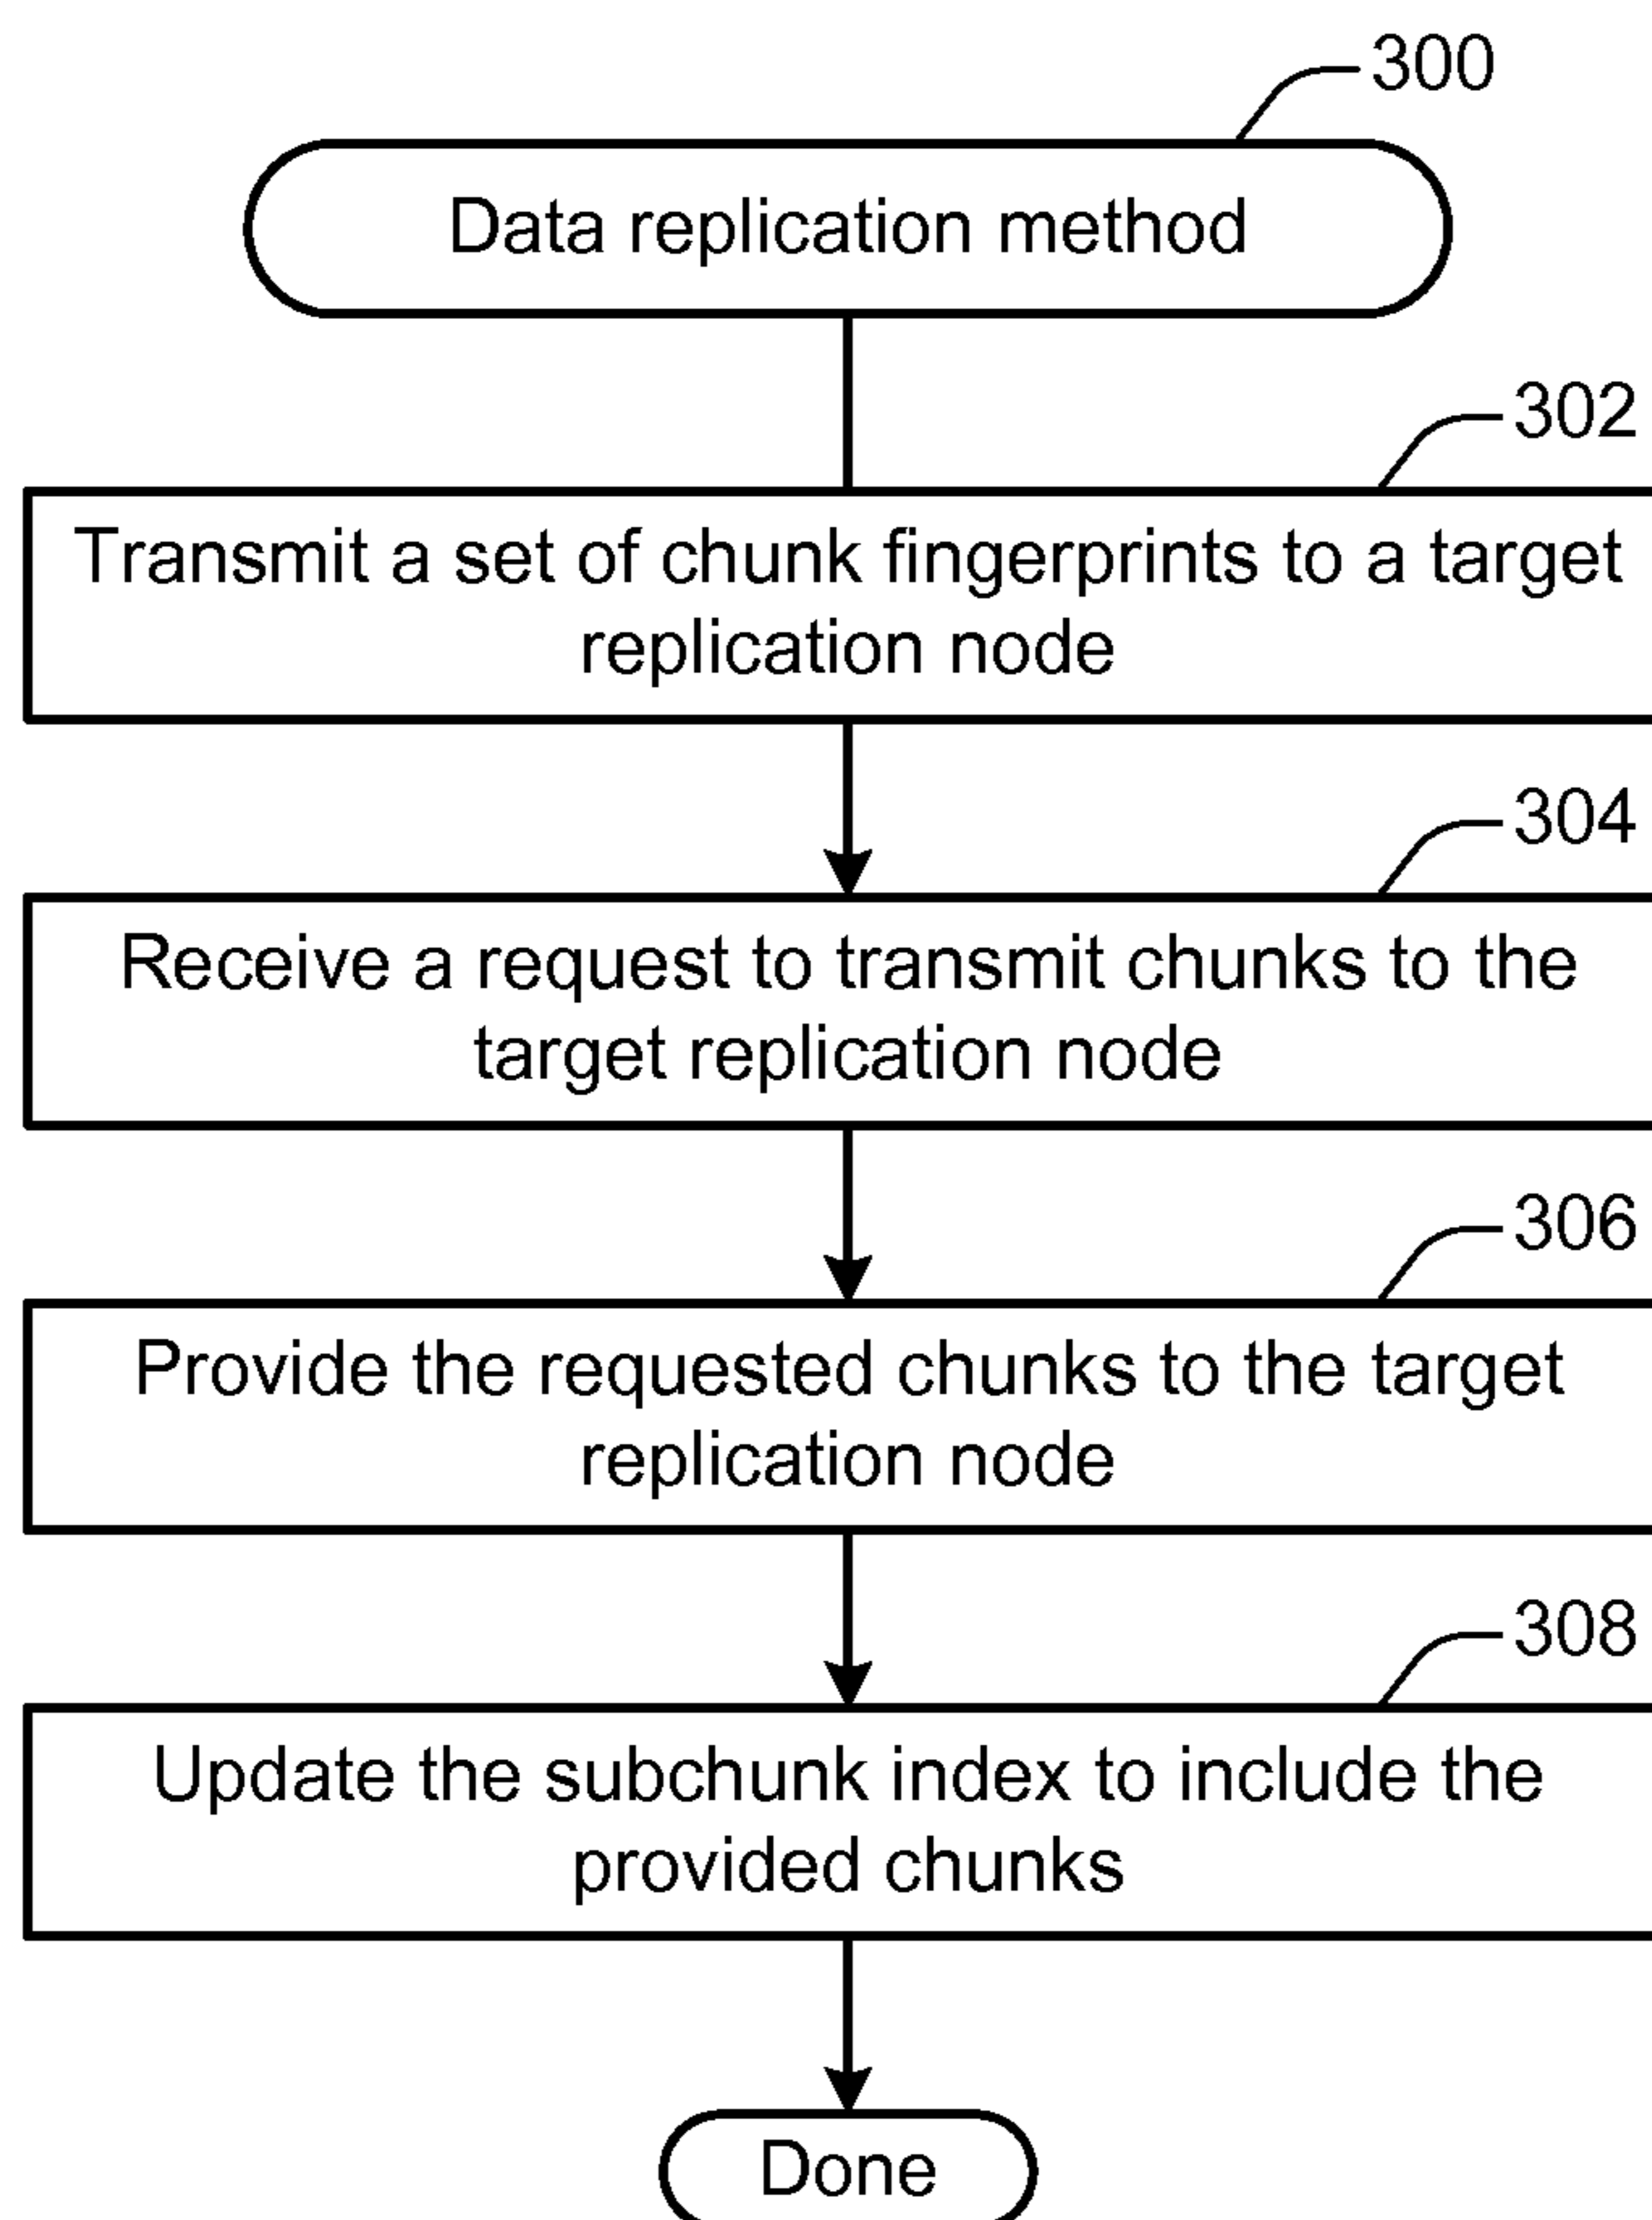 300
Data replication method
302
Transmit a set of chunk fingerprints to a target
replication node
304
Receive a request to transmit chunks to the
target replication node
306
Provide the requested chunks to the target
replication node
308
Update the subchunk index to include the
provided chunks
Done